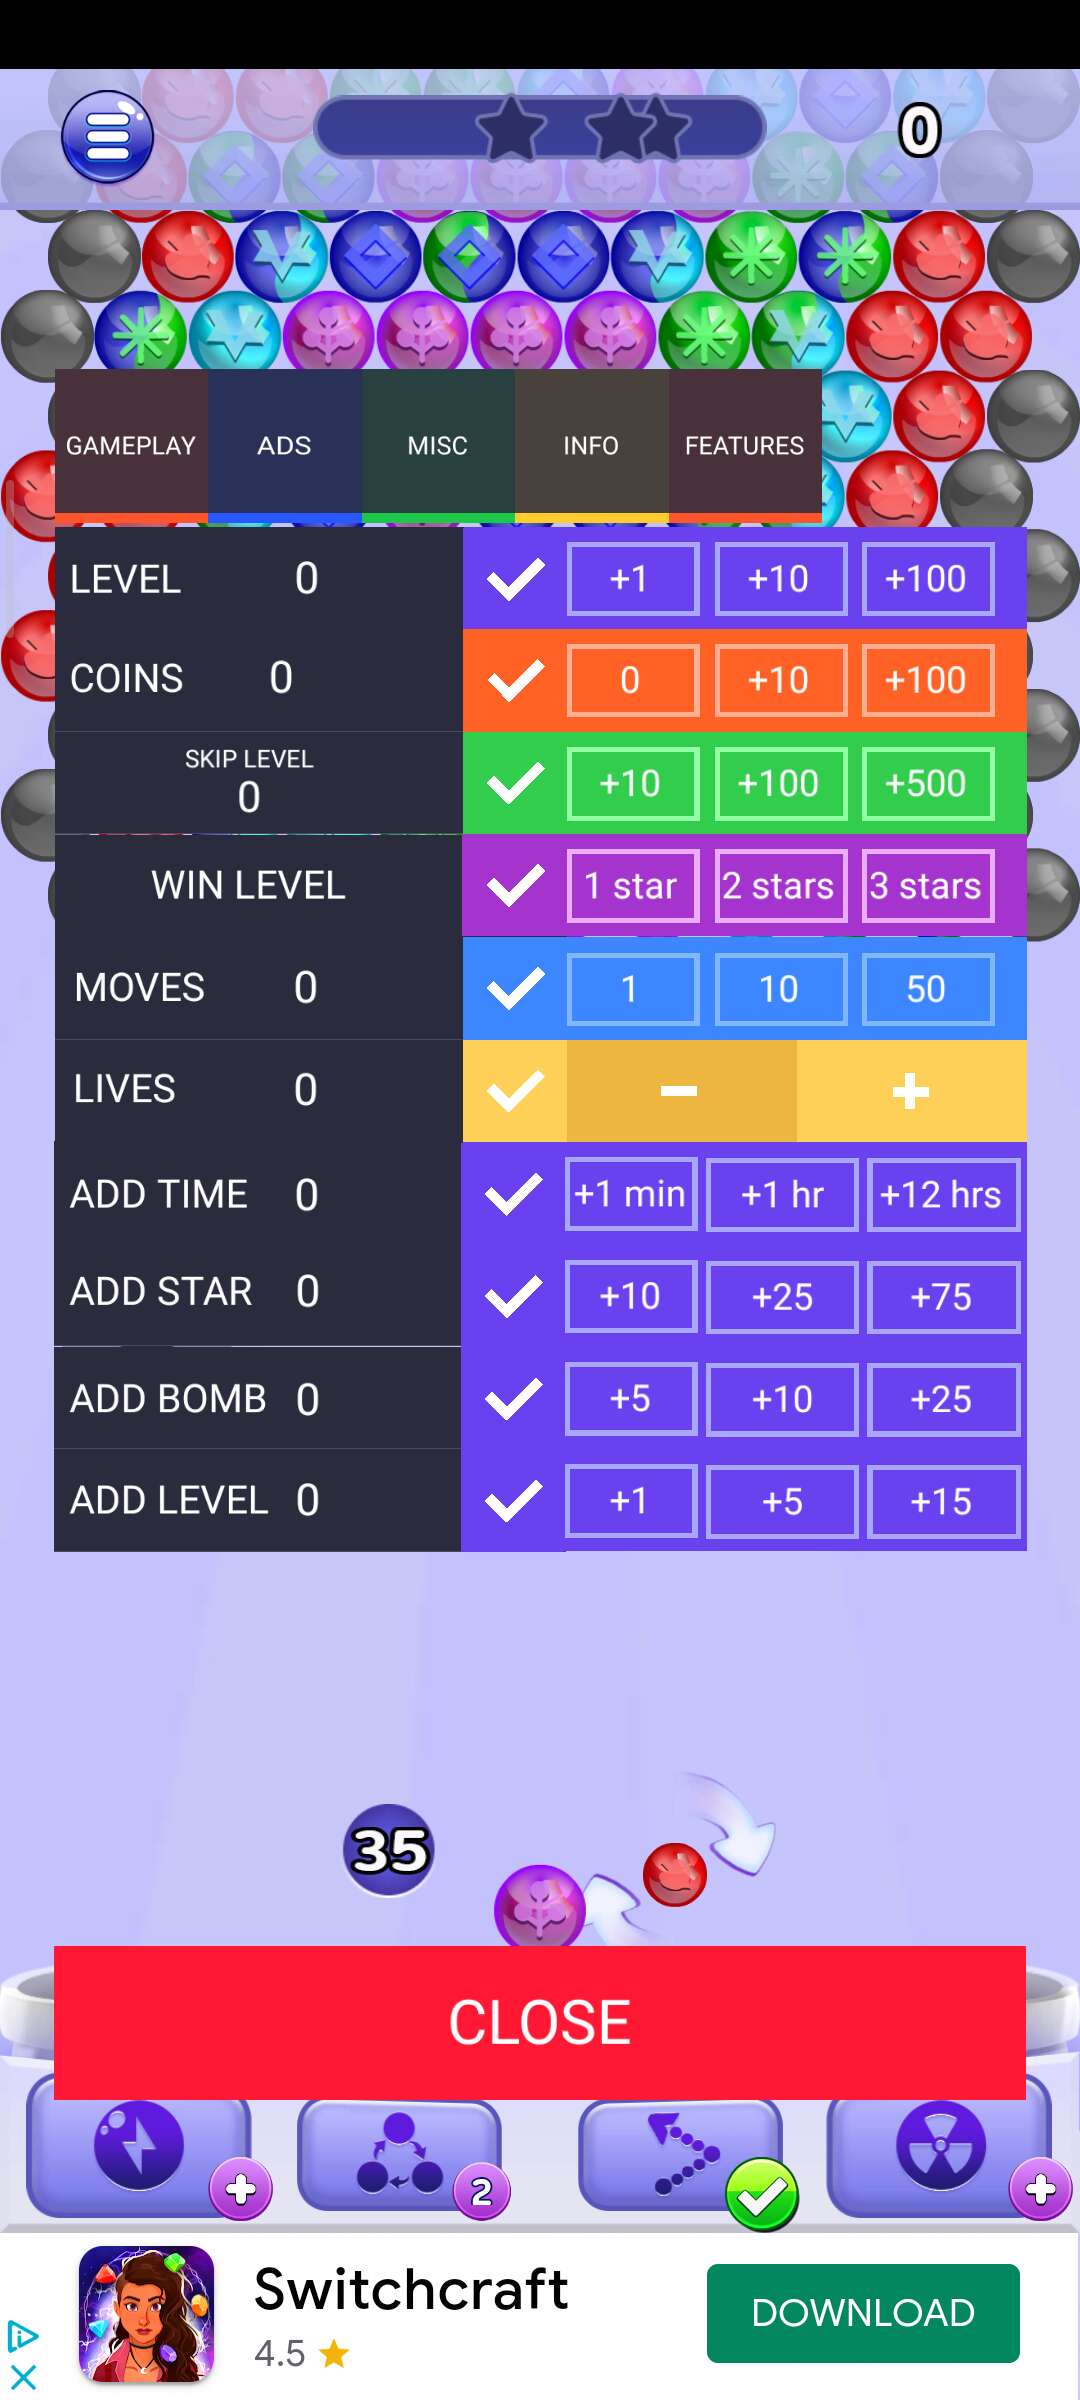 0
GAMEPLAY ADS MISC INFO FEATURES
LEVEL 0 +1 +10 +100
COINS 0 0 +10 +100
SKIP LEVEL
0 +10 +100 +500
WIN LEVEL 1 star 2 stars 3 stars
MOVES 0 1 10 50
LIVES 0 − +
ADD TIME 0 +1 min +1 hr +12 hrs
ADD STAR 0 +10 +25 +75
ADD BOMB 0 +5 +10 +25
ADD LEVEL 0 +1 +5 +15
35
CLOSE
+ 2 +
Switchcraft
4.5
DOWNLOAD